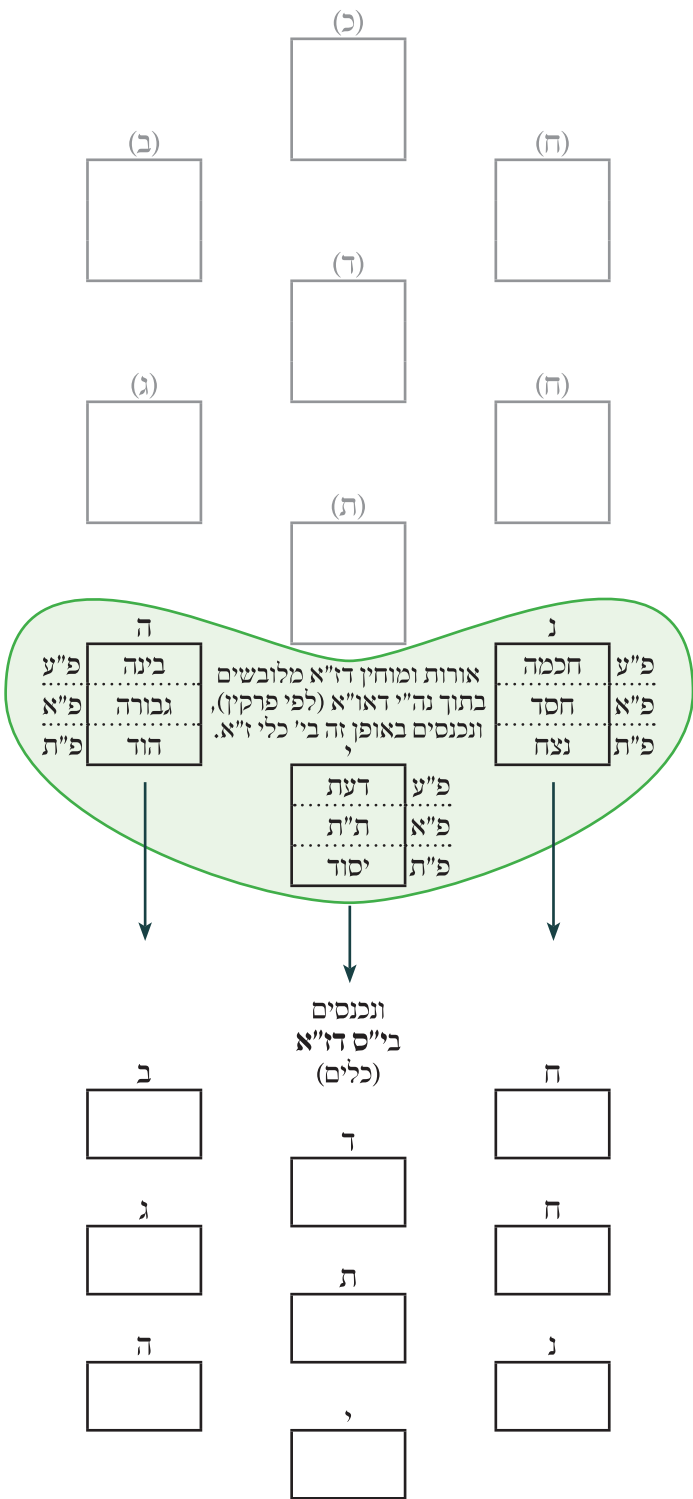 (כ)
(ח) (ב)
(ד)
(ח) (ג)
(ת)
נ ה
פ"ע חכמה
פ"א חסד
פ"ת נצח
אורות ומוחין דז"א מלובשים
בתוך נה"י דאו"א (לפי פרקין),
ונכנסים באופן זה בי' כלי ז"א.
בינה פ"ע
גבורה פ"א
הוד פ"ת
י
פ"ע דעת
פ"א ת"ת
פ"ת יסוד
ונכנסים
בי"ס דז"א
(כלים)
ח ב
ד
ח ג
ת
נ ה
י